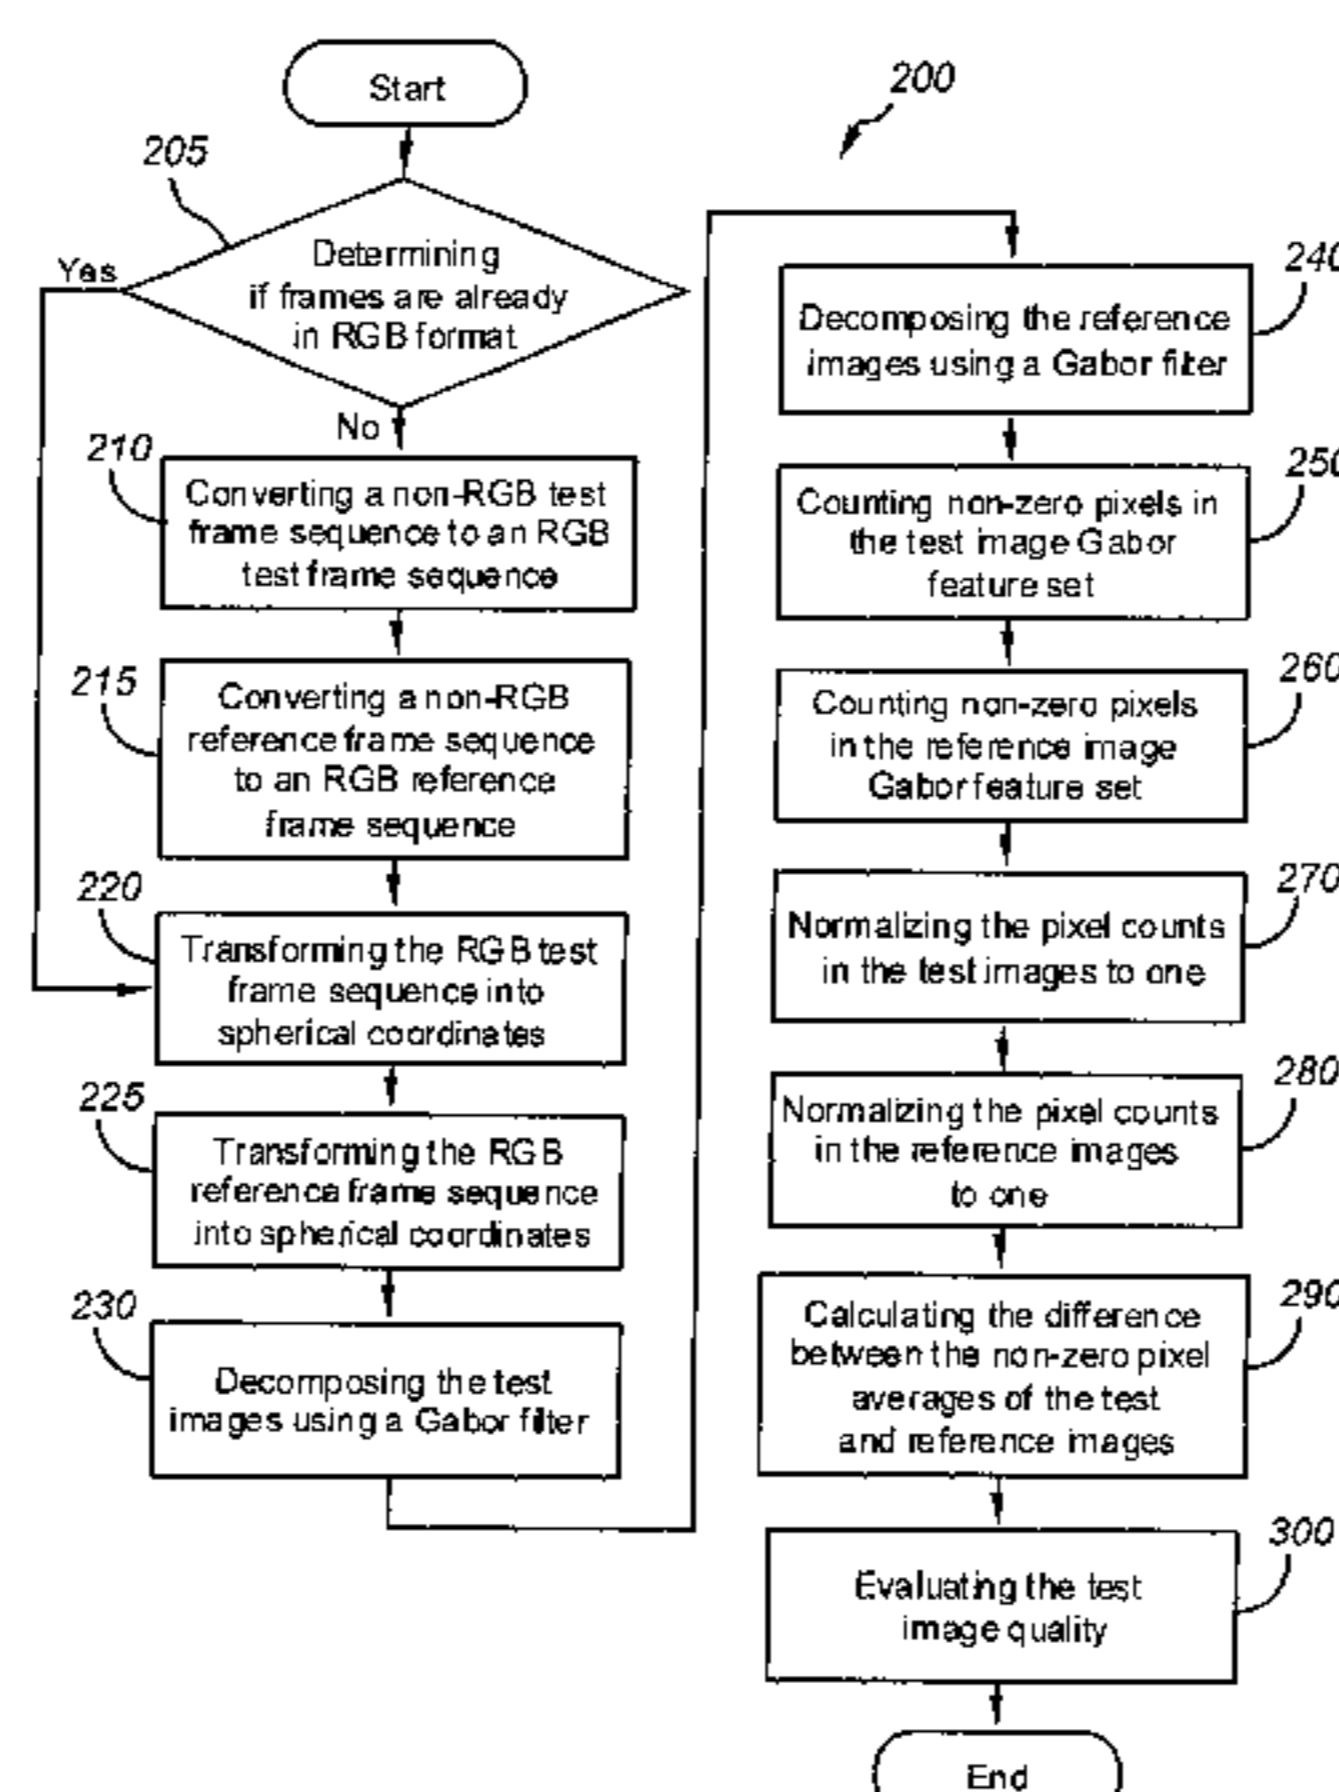 Start
200
205
Determining
if frames are already
in RGB format
Yes
No
210
Converting a non-RGB test
frame sequence to an RGB
test frame sequence
215
Converting a non-RGB
reference frame sequence
to an RGB reference
frame sequence
220
Transforming the RGB test
frame sequence into
spherical coordinates
225
Transforming the RGB
reference frame sequence
into spherical coordinates
230
Decomposing the test
images using a Gabor filter
240
Decomposing the reference
images using a Gabor filter
250
Counting non-zero pixels in
the test image Gabor
feature set
260
Counting non-zero pixels
in the reference image
Gabor feature set
270
Normalizing the pixel counts
in the test images to one
280
Normalizing the pixel counts
in the reference images
to one
290
Calculating the difference
between the non-zero pixel
averages of the test
and reference images
300
Evaluating the test
image quality
End